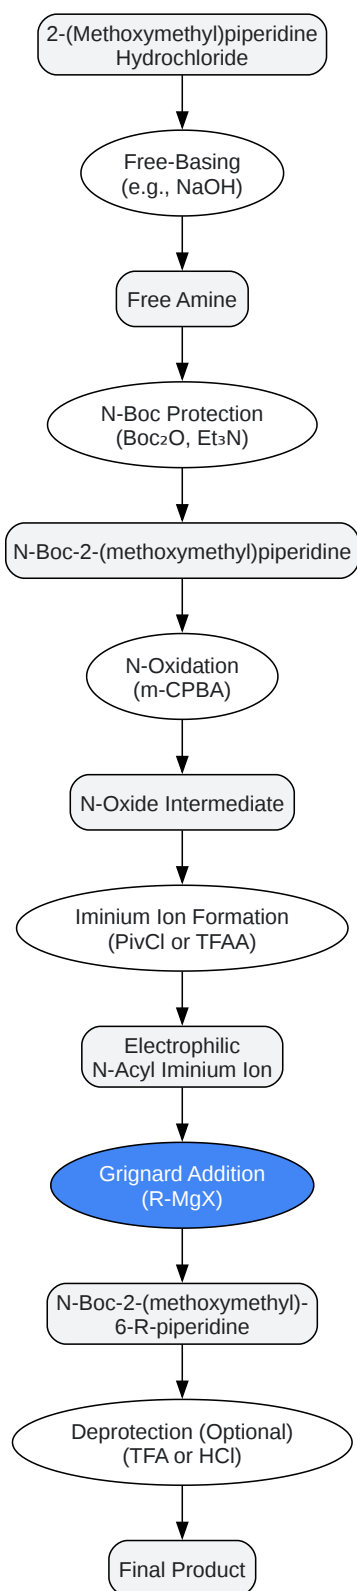 2-(Methoxymethyl)piperidine
Hydrochloride
Free-Basing
(e.g., NaOH)
Free Amine
N-Boc Protection
(Boc₂O, Et₃N)
N-Boc-2-(methoxymethyl)piperidine
N-Oxidation
(m-CPBA)
N-Oxide Intermediate
Iminium Ion Formation
(PivCl or TFAA)
Electrophilic
N-Acyl Iminium Ion
Grignard Addition
(R-MgX)
N-Boc-2-(methoxymethyl)-
6-R-piperidine
Deprotection (Optional)
(TFA or HCl)
Final Product